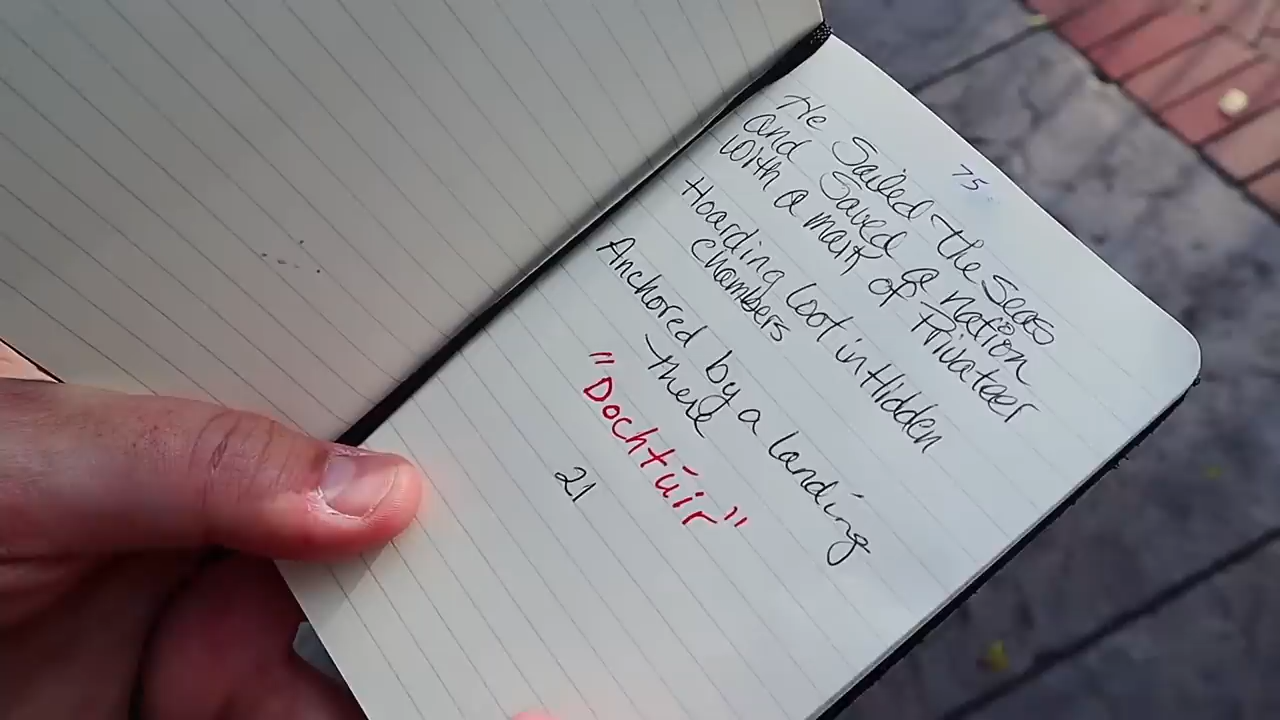 75
He Sailed the seas
and Saved a nation
with a mark of Privateer
Hoarding loot in Hidden
Chambers
Anchored by a landing
there
"Dochtúir"
21